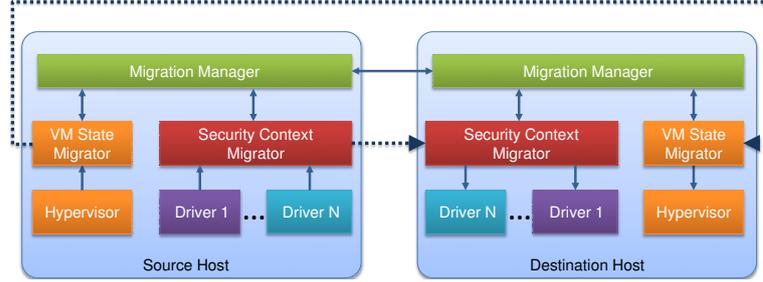 Migration Manager
VM State
Migrator
Security Context
Migrator
Hypervisor
Driver 1
...
Driver N
Source Host
Migration Manager
Security Context
Migrator
VM State
Migrator
Driver N
...
Driver 1
Hypervisor
Destination Host